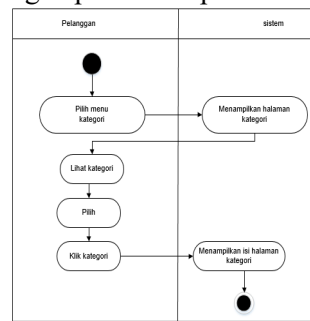 Pelanggan
sistem
Pilih menu
kategori
Menampilkan halaman
kategori
Lihat kategori
Pilih
Klik kategori
Menampilkan isi halaman
kategori